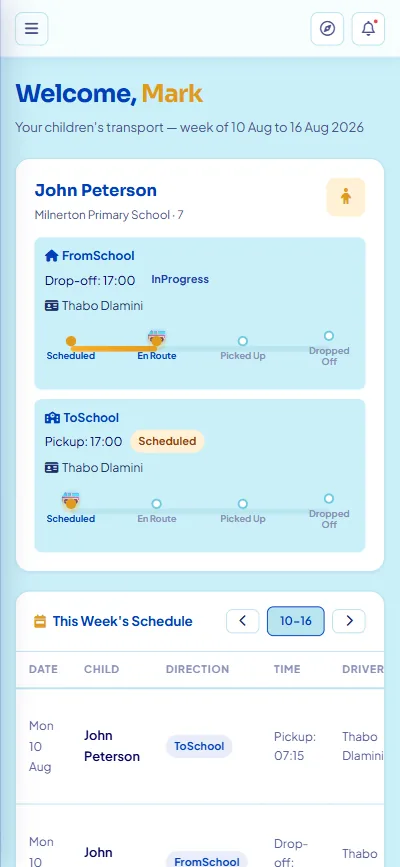 Welcome, Mark
Your children's transport — week of 10 Aug to 16 Aug 2026
John Peterson
Milnerton Primary School · 7
FromSchool
Drop-off: 17:00 InProgress
Thabo Dlamini
Scheduled En Route Picked Up Dropped Off
ToSchool
Pickup: 17:00 Scheduled
Thabo Dlamini
Scheduled En Route Picked Up Dropped Off
This Week's Schedule 10–16
DATE CHILD DIRECTION TIME DRIVER
Mon 10 Aug John Peterson ToSchool Pickup: 07:15 Thabo Dlamini
Mon 10 John FromSchool Drop-off: Thabo